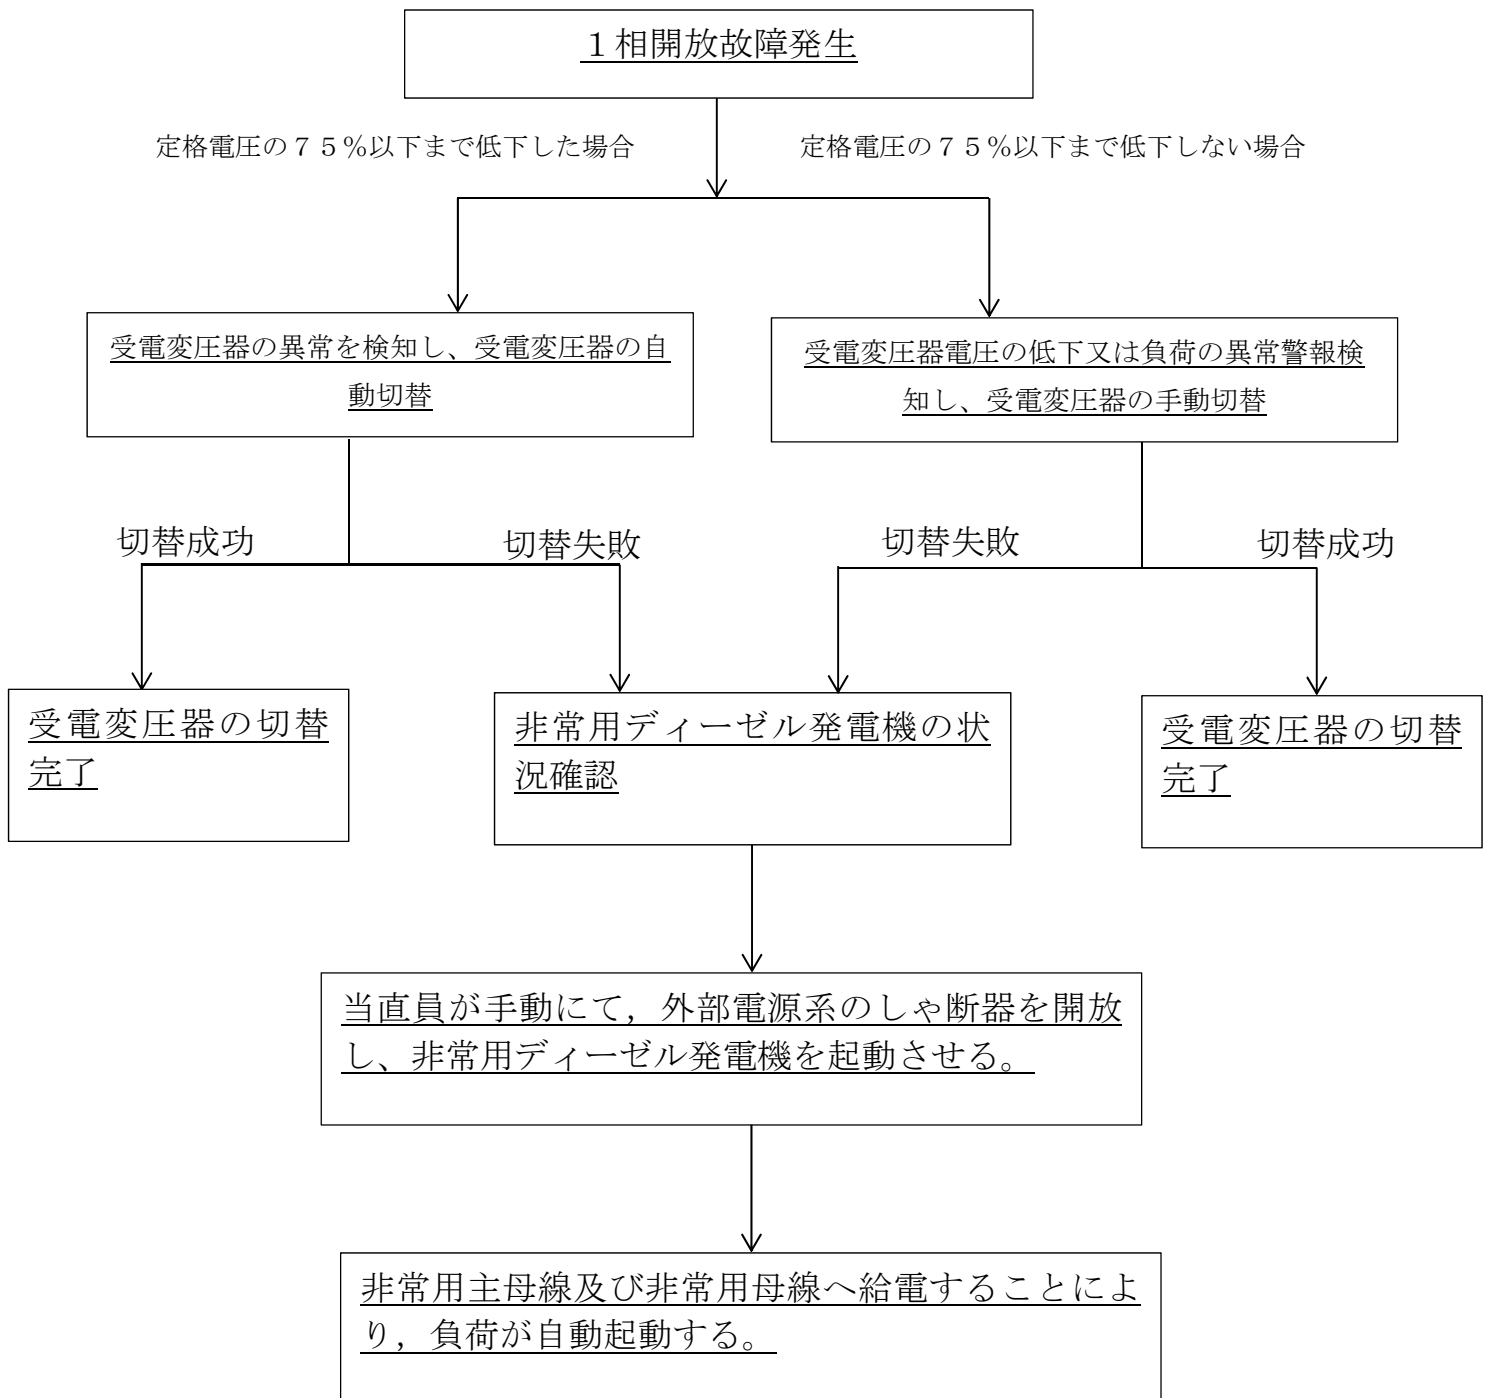 １相開放故障発生
定格電圧の７５％以下まで低下した場合
定格電圧の７５％以下まで低下しない場合
受電変圧器の異常を検知し、受電変圧器の自
動切替
受電変圧器電圧の低下又は負荷の異常警報検
知し、受電変圧器の手動切替
切替成功
切替失敗
切替失敗
切替成功
受電変圧器の切替
完了
非常用ディーゼル発電機の状
況確認
受電変圧器の切替
完了
当直員が手動にて，外部電源系のしゃ断器を開放
し、非常用ディーゼル発電機を起動させる。
非常用主母線及び非常用母線へ給電することによ
り，負荷が自動起動する。